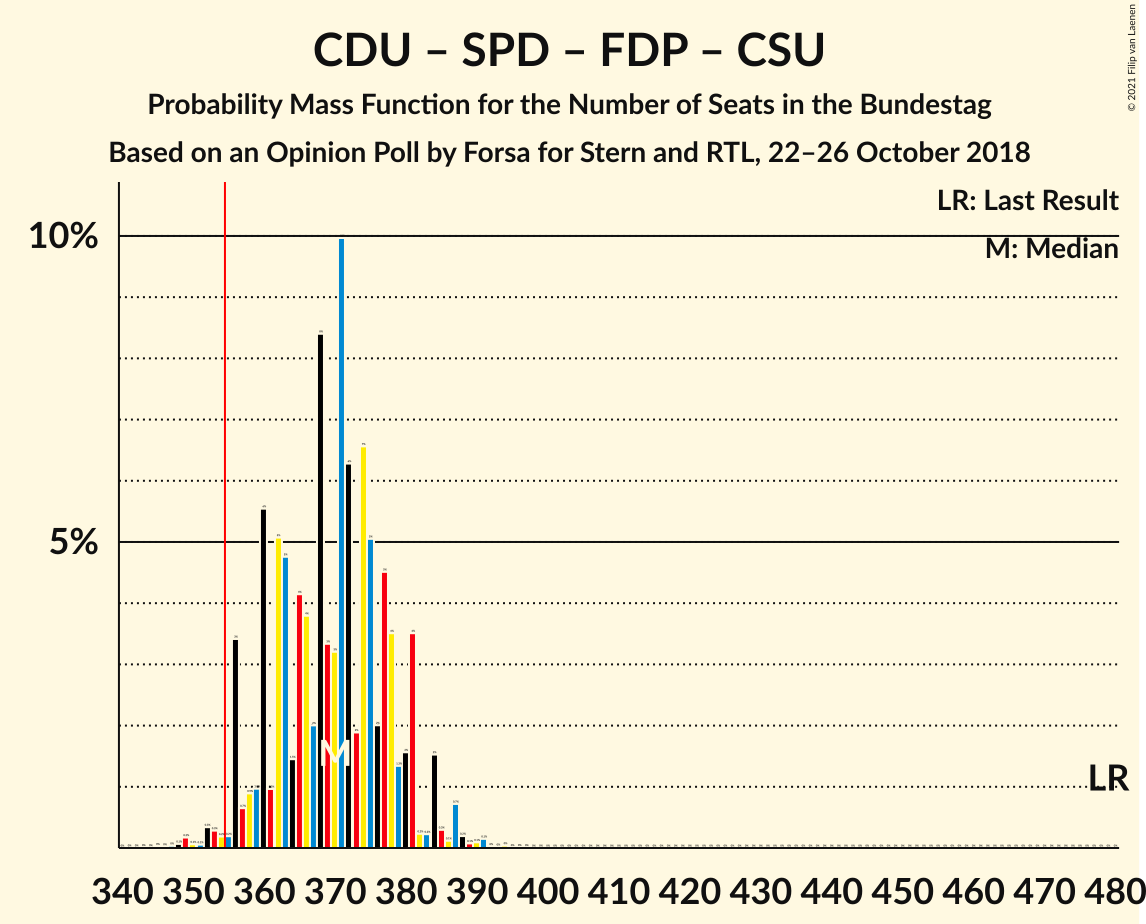 CDU – SPD – FDP – CSU
Probability Mass Function for the Number of Seats in the Bundestag
Based on an Opinion Poll by Forsa for Stern and RTL, 22–26 October 2018
© 2021 Filip van Laenen
LR: Last Result
M: Median
10%
5%
M
LR
340 350 360 370 380 390 400 410 420 430 440 450 460 470 480